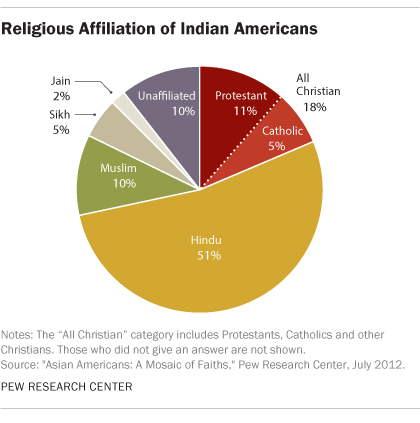 Religious Affiliation of Indian Americans
Jain
2%
Sikh
5%
Unaffiliated
10%
Protestant
11%
All
Christian
18%
Catholic
5%
Muslim
10%
Hindu
51%
Notes: The “All Christian” category includes Protestants, Catholics and other
Christians. Those who did not give an answer are not shown.
Source: "Asian Americans: A Mosaic of Faiths," Pew Research Center, July 2012.
PEW RESEARCH CENTER